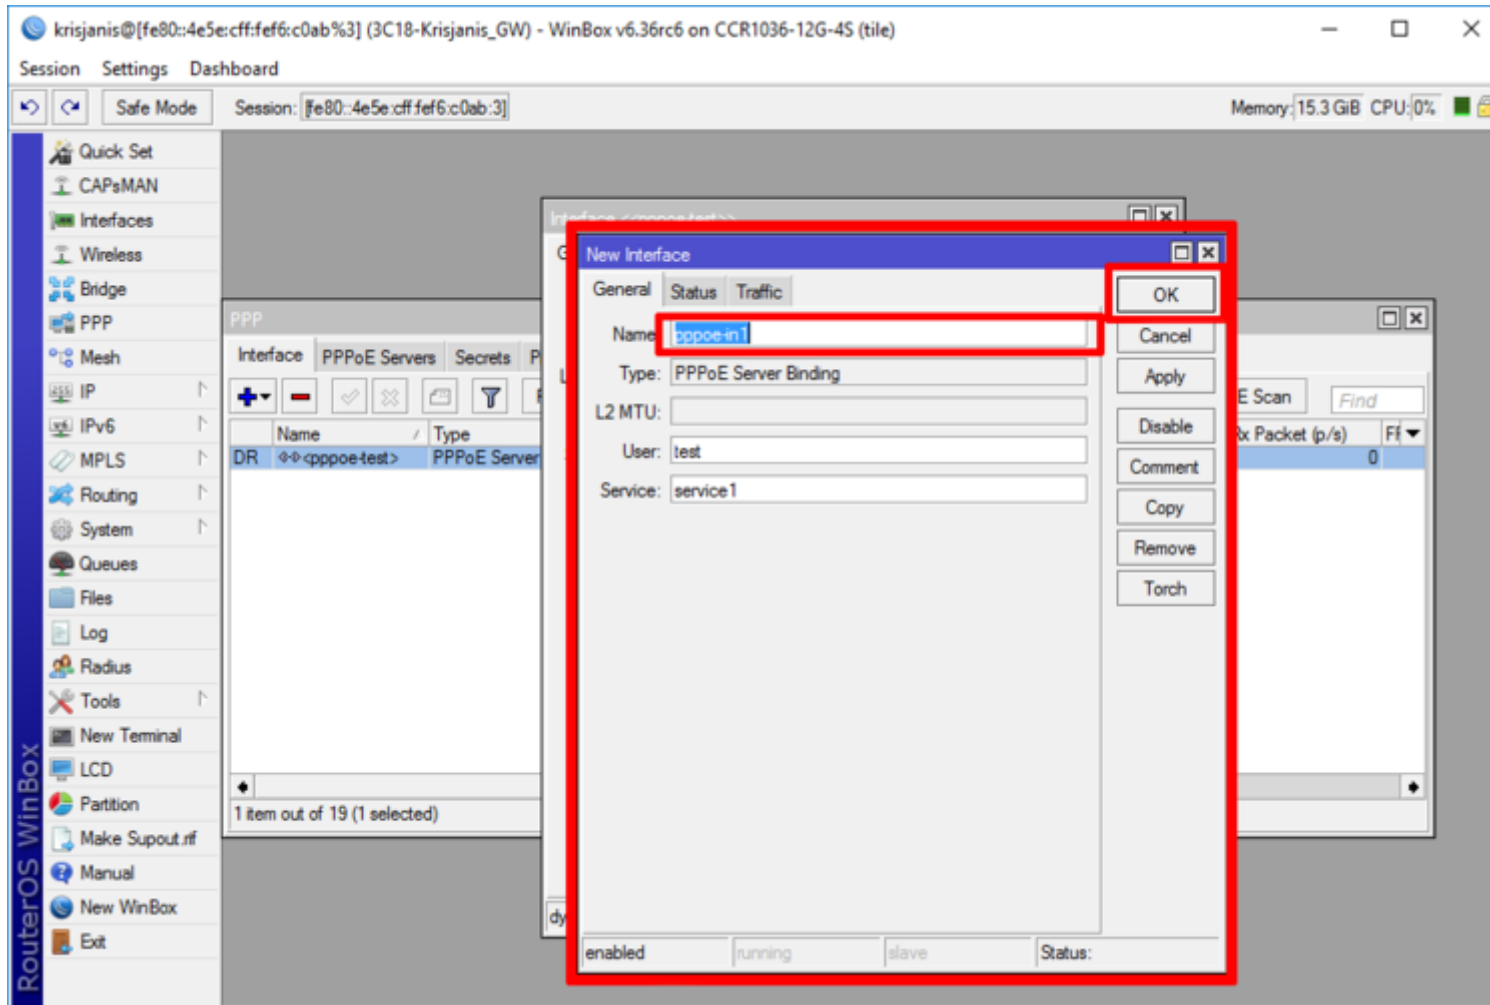 krisjanis@[fe80::4e5e:cff:fef6:c0ab%3] (3C18-Krisjanis_GW) - WinBox v6.36rc6 on CCR1036-12G-4S (tile)
Session Settings Dashboard
Safe Mode Session: [fe80::4e5e:cff:fef6:c0ab:3] Memory: 15.3 GiB CPU: 0%
RouterOS WinBox
Quick Set
CAPsMAN
Interfaces
Wireless
Bridge
PPP
Mesh
IP
IPv6
MPLS
Routing
System
Queues
Files
Log
Radius
Tools
New Terminal
LCD
Partition
Make Supout.rif
Manual
New WinBox
Exit
PPP
Interface PPPoE Servers Secrets P
E Scan Find
Name Type Rx Packet (p/s)
DR <pppoe-test> PPPoE Server 0
1 item out of 19 (1 selected)
Interface <<pppoe-test>>
G
dy
New Interface
General Status Traffic
Name: pppoe-in1
Type: PPPoE Server Binding
L2 MTU:
User: test
Service: service1
OK
Cancel
Apply
Disable
Comment
Copy
Remove
Torch
enabled running slave Status: